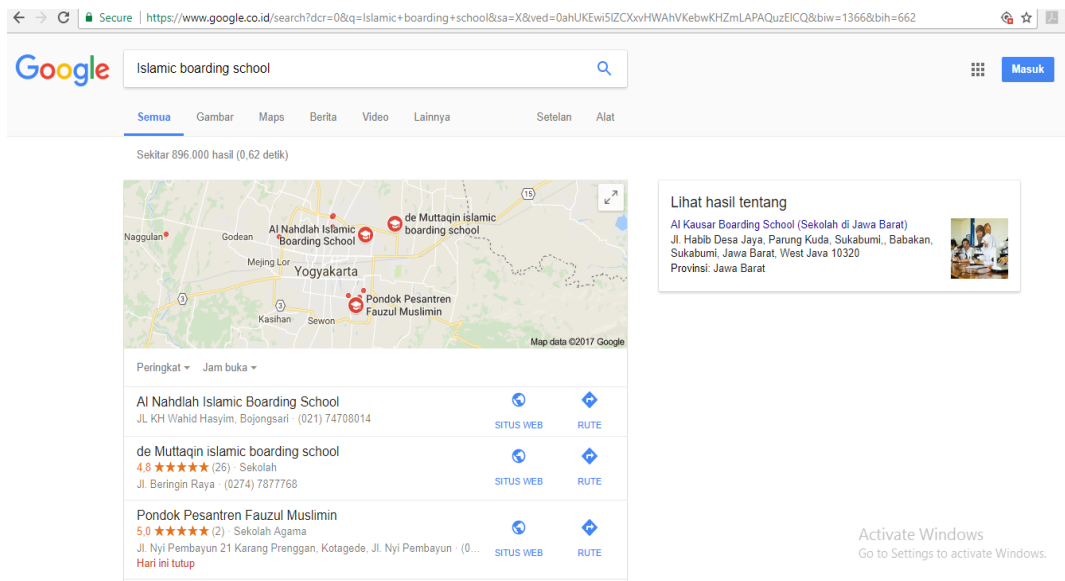 Secure | https://www.google.co.id/search?dcr=0&q=Islamic+boarding+school&sa=X&ved=0ahUKEwi5lZCXxvHWAhVKebwKHZmLAPAQuzEICQ&biw=1366&bih=662
Google
Islamic boarding school
Masuk
Semua Gambar Maps Berita Video Lainnya Setelan Alat
Sekitar 896.000 hasil (0,62 detik)
15
de Muttaqin islamic
boarding school
Naggulan
Godean
Al Nahdlah Islamic
Boarding School
Mejing Lor
Yogyakarta
3
3
Pondok Pesantren
Fauzul Muslimin
Kasihan
Sewon
Map data ©2017 Google
Lihat hasil tentang
Al Kausar Boarding School (Sekolah di Jawa Barat)
Jl. Habib Desa Jaya, Parung Kuda, Sukabumi,, Babakan,
Sukabumi, Jawa Barat, West Java 10320
Provinsi: Jawa Barat
Peringkat Jam buka
Al Nahdlah Islamic Boarding School
JL KH Wahid Hasyim, Bojongsari · (021) 74708014
SITUS WEB RUTE
de Muttaqin islamic boarding school
4,8 ★★★★★ (26) · Sekolah
Jl. Beringin Raya · (0274) 7877768
SITUS WEB RUTE
Pondok Pesantren Fauzul Muslimin
5,0 ★★★★★ (2) · Sekolah Agama
Jl. Nyi Pembayun 21 Karang Prenggan, Kotagede, Jl. Nyi Pembayun · (0...
Hari ini tutup
SITUS WEB RUTE
Activate Windows
Go to Settings to activate Windows.